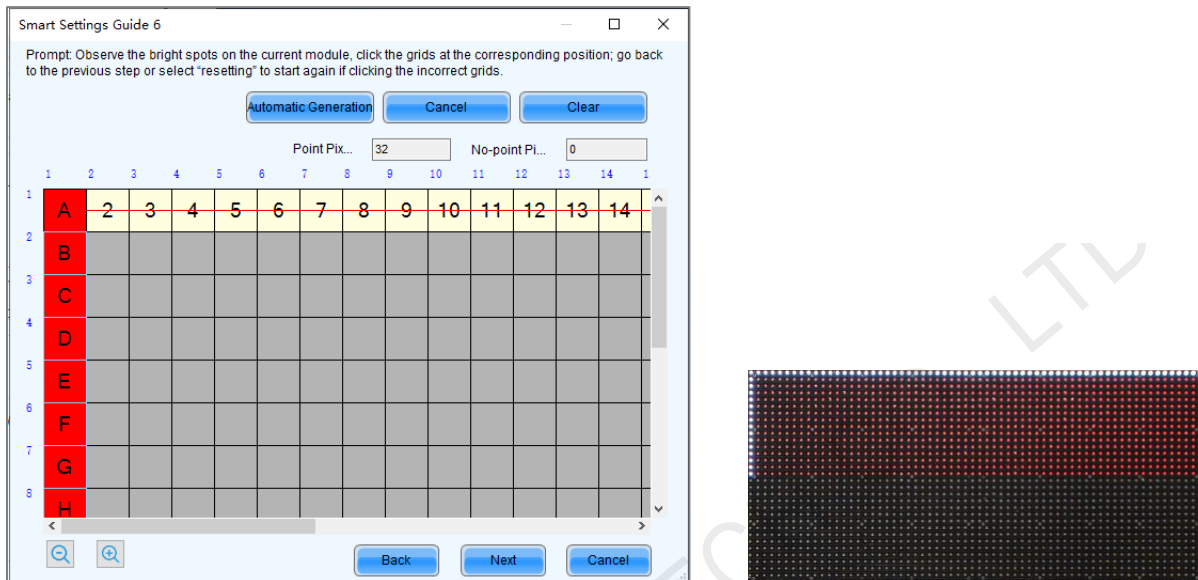 Smart Settings Guide 6
Prompt: Observe the bright spots on the current module, click the grids at the corresponding position; go back
to the previous step or select “resetting” to start again if clicking the incorrect grids.
Automatic Generation Cancel Clear
Point Pix... 32 No-point Pi... 0
1 2 3 4 5 6 7 8 9 10 11 12 13 14 1
1 A 2 3 4 5 6 7 8 9 10 11 12 13 14
2 B
3 C
4 D
5 E
6 F
7 G
8 H
Back Next Cancel
LTD